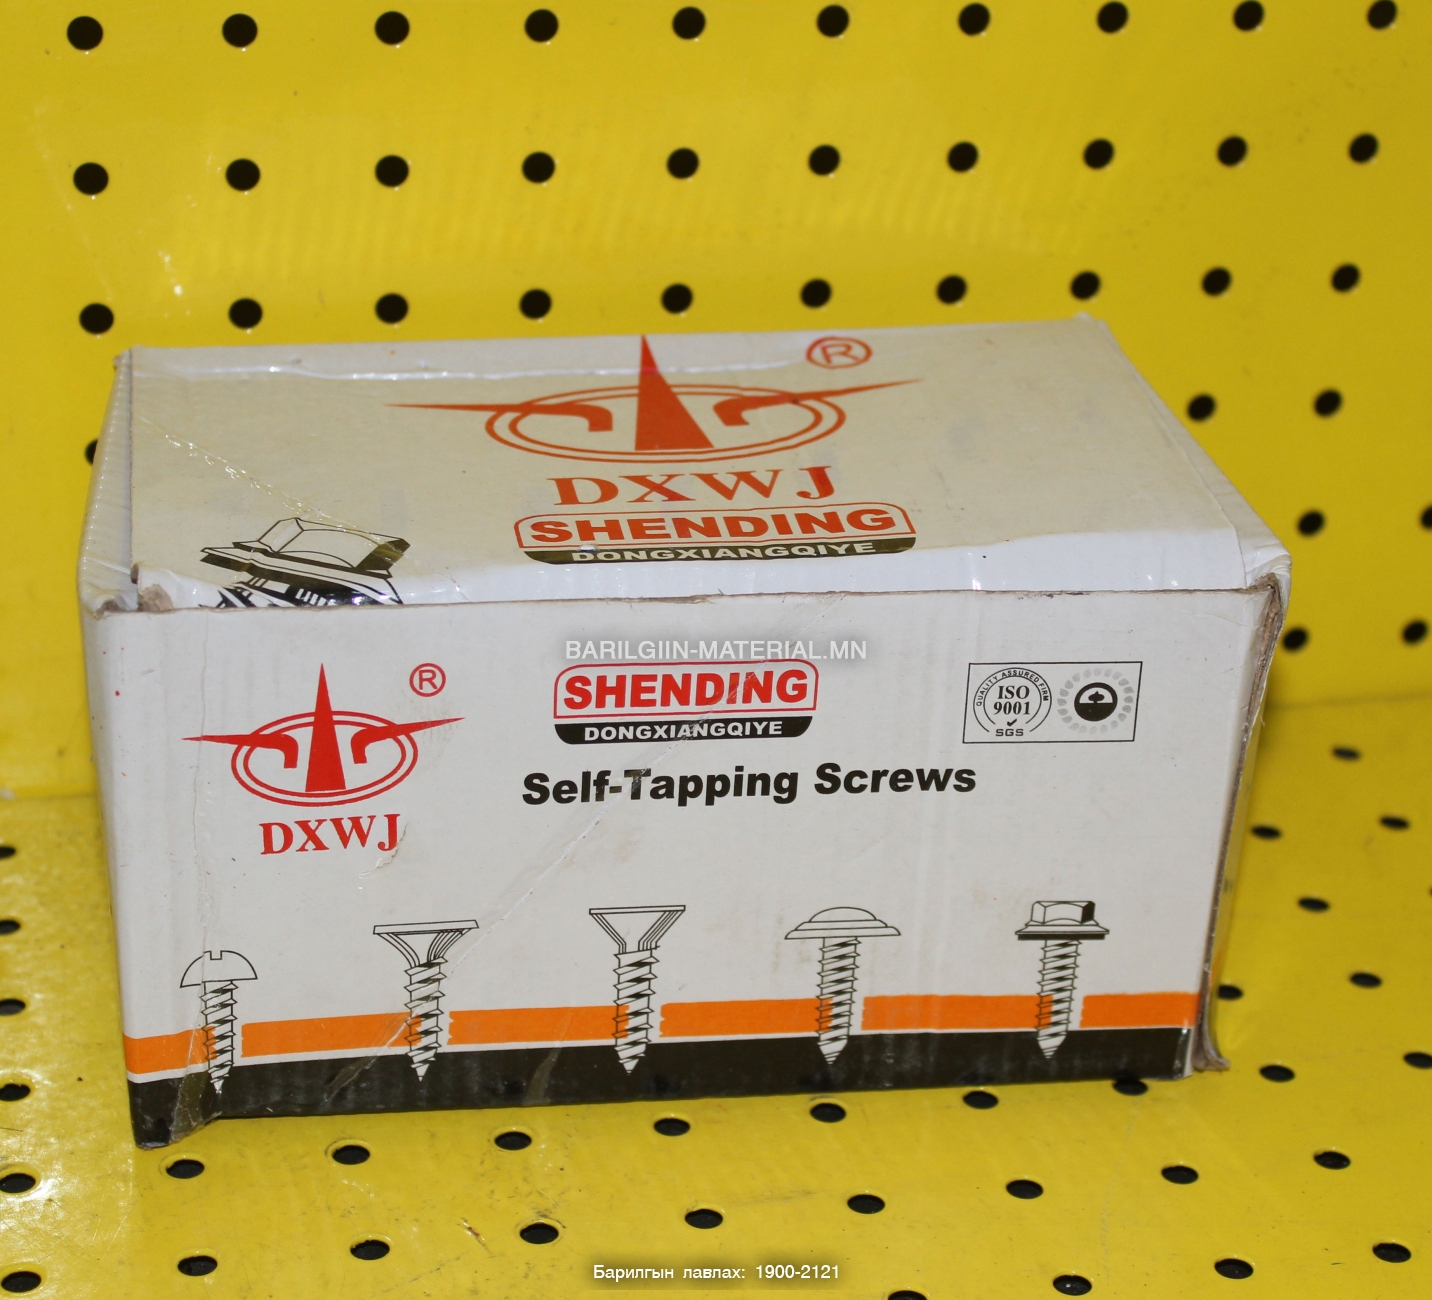 ®
DXWJ
SHENDING
DONGXIANGQIYE
BARILGIIN-MATERIAL.MN
®
DXWJ
SHENDING
DONGXIANGQIYE
Self-Tapping Screws
QUALITY ASSURED FIRM
ISO
9001
SGS
Барилгын лавлах: 1900-2121